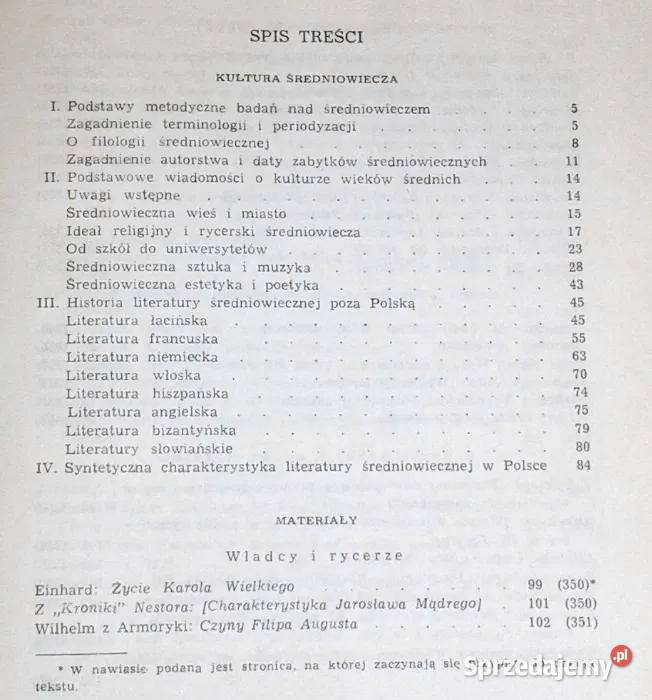 SPIS TREŚCI
KULTURA ŚREDNIOWIECZA
I. Podstawy metodyczne badań nad średniowieczem . . . . 5
Zagadnienie terminologii i periodyzacji . . . . . . 5
O filologii średniowiecznej . . . . . . . . 8
Zagadnienie autorstwa i daty zabytków średniowiecznych . . 11
II. Podstawowe wiadomości o kulturze wieków średnich . . . 14
Uwagi wstępne . . . . . . . . . . . 14
Średniowieczna wieś i miasto . . . . . . . . 15
Ideał religijny i rycerski średniowiecza . . . . . . 17
Od szkół do uniwersytetów . . . . . . . . 23
Średniowieczna sztuka i muzyka . . . . . . . 28
Średniowieczna estetyka i poetyka . . . . . . . 43
III. Historia literatury średniowiecznej poza Polską . . . . . 45
Literatura łacińska . . . . . . . . . . 45
Literatura francuska . . . . . . . . . 55
Literatura niemiecka . . . . . . . . . 63
Literatura włoska . . . . . . . . . . 70
Literatura hiszpańska . . . . . . . . . 74
Literatura angielska . . . . . . . . . . 75
Literatura bizantyńska . . . . . . . . . 79
Literatury słowiańskie . . . . . . . . . 80
IV. Syntetyczna charakterystyka literatury średniowiecznej w Polsce 84
MATERIAŁY
Władcy i rycerze
Einhard: Życie Karola Wielkiego . . . . . . . 99 (350)*
Z „Kroniki" Nestora: [Charakterystyka Jarosława Mądrego] . . 101 (350)
Wilhelm z Armoryki: Czyny Filipa Augusta . . . . . 102 (351)
* W nawiasie podana jest stronica, na której zaczynają się
tekstu.
Sprzedajemy.pl